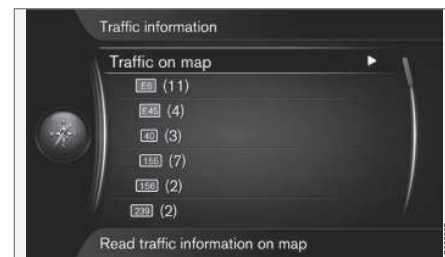 Traffic information
Traffic on map
E6 (11)
E45 (4)
40 (3)
155 (7)
156 (2)
239 (2)
Read traffic information on map